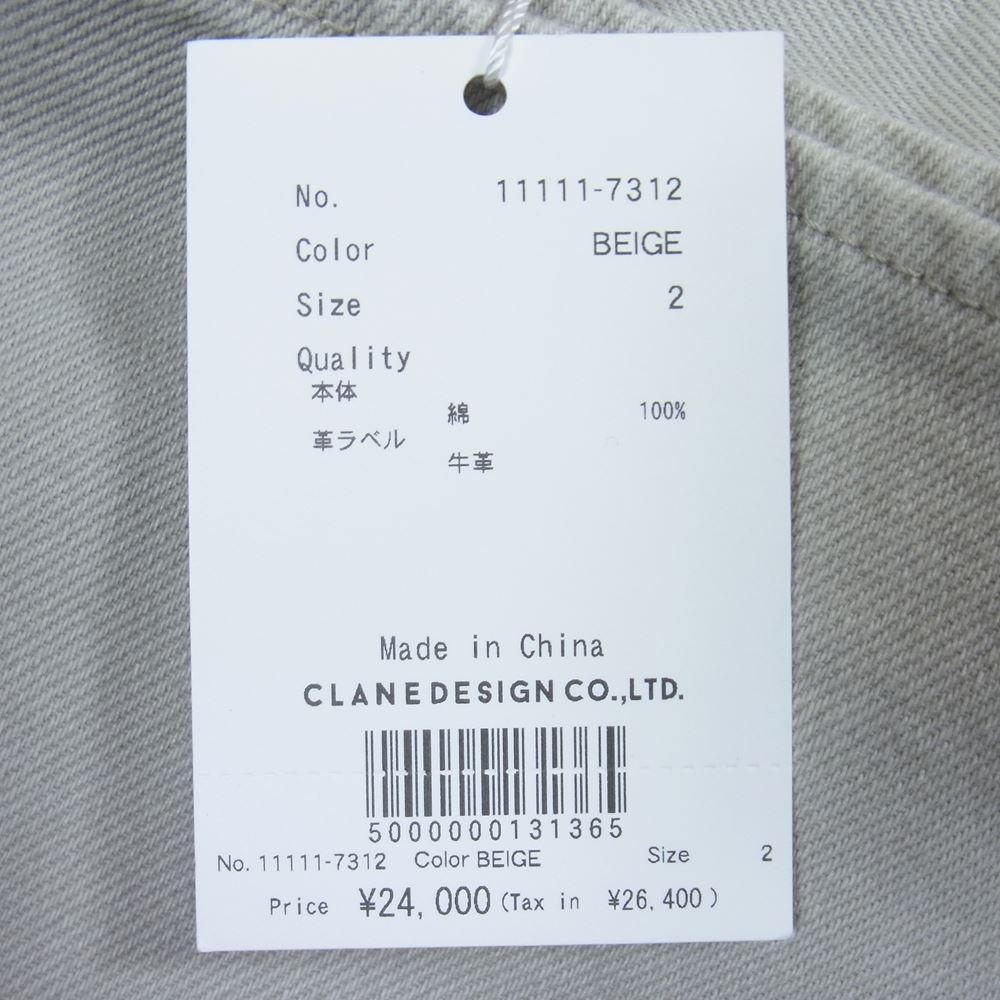 No. 11111-7312
Color BEIGE
Size 2
Quality
本体
綿 100%
革ラベル
牛革
Made in China
CLANEDESIGN CO.,LTD.
5000000131365
No. 11111-7312 Color BEIGE Size 2
Price ¥24,000 (Tax in ¥26,400)